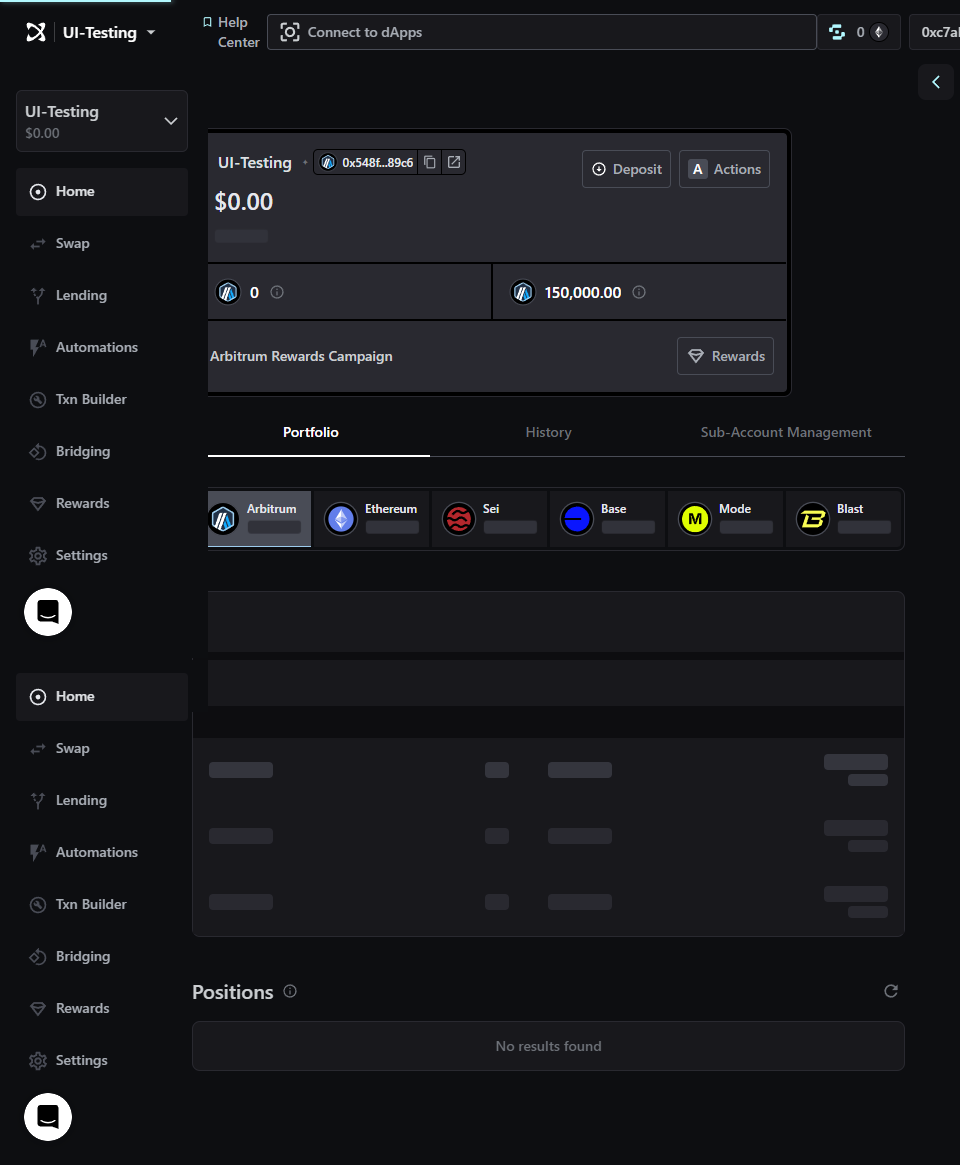 UI-Testing
Help
Center
Connect to dApps
0
0xc7a
UI-Testing
$0.00
Home
Swap
Lending
Automations
Txn Builder
Bridging
Rewards
Settings
UI-Testing
0x548f...89c6
Deposit
A Actions
$0.00
0
150,000.00
Arbitrum Rewards Campaign
Rewards
Portfolio
History
Sub-Account Management
Arbitrum
Ethereum
Sei
Base
M Mode
B Blast
Home
Swap
Lending
Automations
Txn Builder
Bridging
Rewards
Settings
Positions
No results found